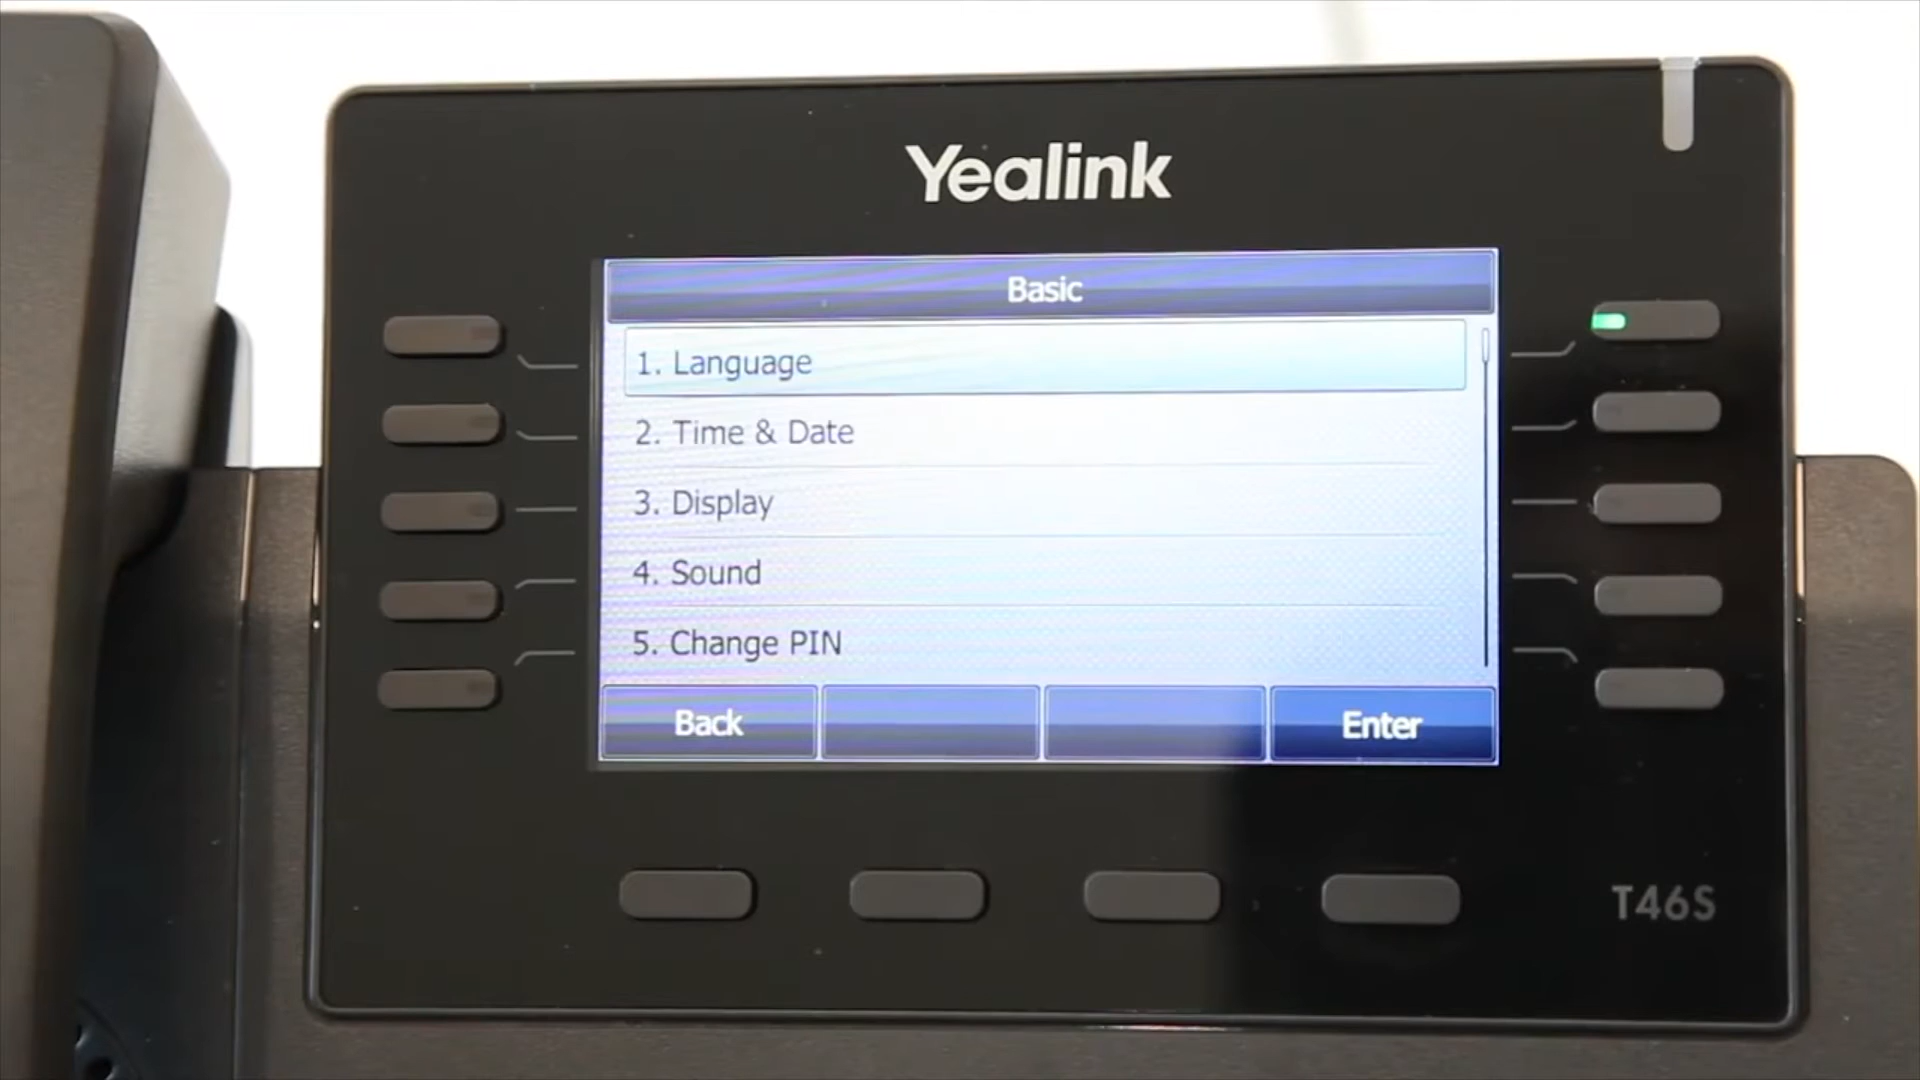 Yealink
Basic
1. Language
2. Time & Date
3. Display
4. Sound
5. Change PIN
Back Enter
T46S